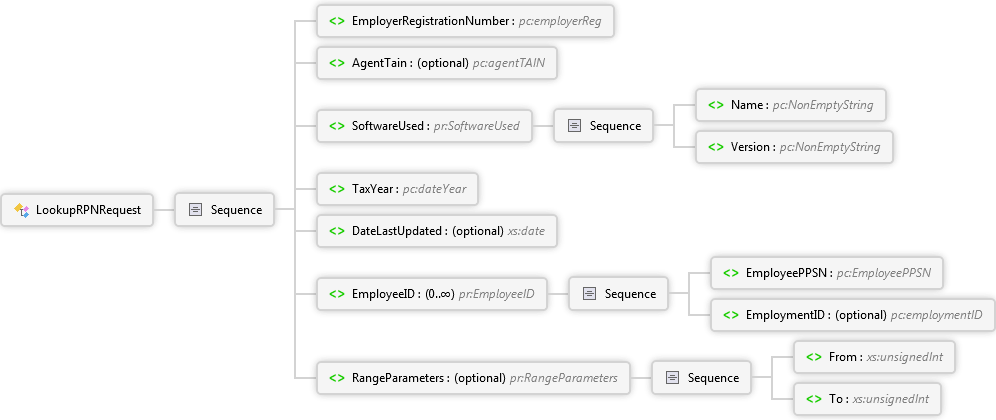 EmployerRegistrationNumber : pc:employerReg
AgentTain : (optional) pc:agentTAIN
SoftwareUsed : pr:SoftwareUsed
Sequence
Name : pc:NonEmptyString
Version : pc:NonEmptyString
LookupRPNRequest
Sequence
TaxYear : pc:dateYear
DateLastUpdated : (optional) xs:date
EmployeeID : (0..∞) pr:EmployeeID
Sequence
EmployeePPSN : pc:EmployeePPSN
EmploymentID : (optional) pc:employmentID
RangeParameters : (optional) pr:RangeParameters
Sequence
From : xs:unsignedInt
To : xs:unsignedInt